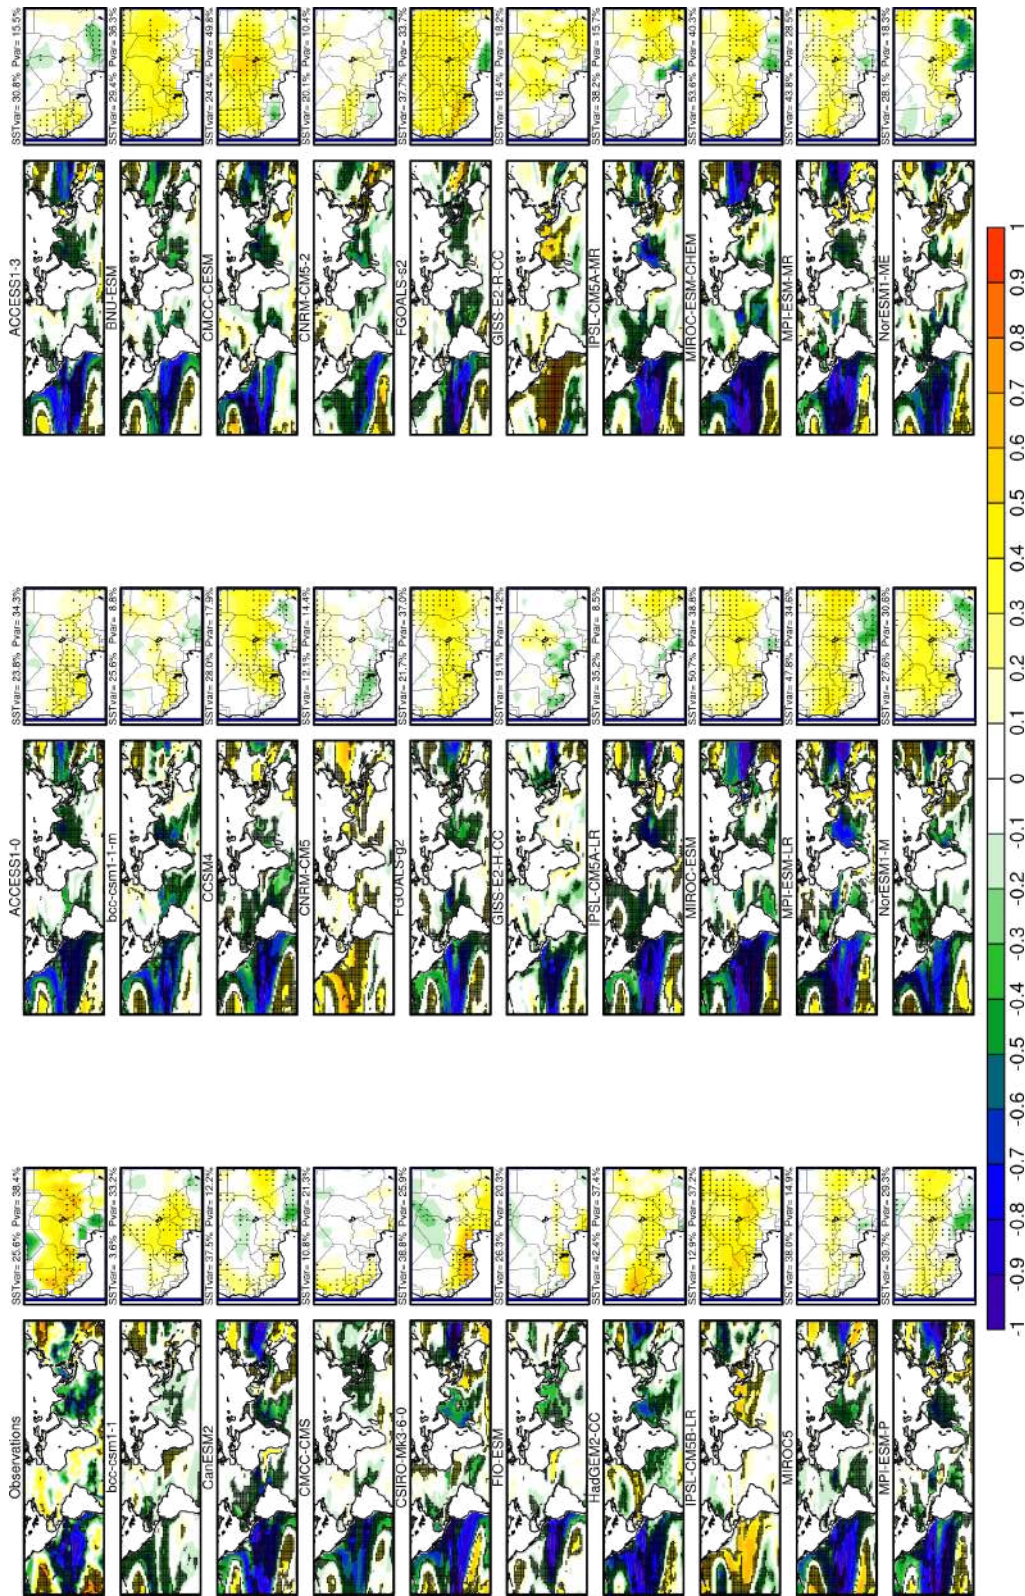 Observations SSTvar= 25.6% Pvar= 38.4% ACCESS1-0 SSTvar= 23.8% Pvar= 34.3% ACCESS1-3 SSTvar= 30.8% Pvar= 15.5%
bcc-csm1-1 SSTvar= 3.6% Pvar= 33.2% bcc-csm1-1-m SSTvar= 25.6% Pvar= 8.8% BNU-ESM SSTvar= 29.4% Pvar= 36.3%
CanESM2 SSTvar= 37.5% Pvar= 12.2% CCSM4 SSTvar= 28.0% Pvar= 17.9% CMCC-CESM SSTvar= 24.4% Pvar= 49.8%
CMCC-CMS SSTvar= 10.8% Pvar= 21.3% CNRM-CM5 SSTvar= 12.1% Pvar= 14.4% CNRM-CM5-2 SSTvar= 20.1% Pvar= 10.4%
CSIRO-Mk3-6-0 SSTvar= 38.8% Pvar= 25.9% FGOALS-g2 SSTvar= 21.7% Pvar= 37.0% FGOALS-s2 SSTvar= 37.7% Pvar= 33.7%
FIO-ESM SSTvar= 26.3% Pvar= 20.3% GISS-E2-H-CC SSTvar= 19.1% Pvar= 14.2% GISS-E2-R-CC SSTvar= 16.4% Pvar= 18.2%
HadGEM2-CC SSTvar= 42.4% Pvar= 37.4% IPSL-CM5A-LR SSTvar= 35.2% Pvar= 8.5% IPSL-CM5A-MR SSTvar= 38.2% Pvar= 15.7%
IPSL-CM5B-LR SSTvar= 12.9% Pvar= 37.2% MIROC-ESM SSTvar= 50.7% Pvar= 38.8% MIROC-ESM-CHEM SSTvar= 53.6% Pvar= 40.3%
MIROC5 SSTvar= 38.0% Pvar= 14.9% MPI-ESM-LR SSTvar= 47.8% Pvar= 34.6% MPI-ESM-MR SSTvar= 43.8% Pvar= 28.5%
MPI-ESM-P SSTvar= 39.7% Pvar= 29.3% NorESM1-M SSTvar= 27.6% Pvar= 30.6% NorESM1-ME SSTvar= 28.1% Pvar= 18.3%
-1 -0.9 -0.8 -0.7 -0.6 -0.5 -0.4 -0.3 -0.2 -0.1 0 0.1 0.2 0.3 0.4 0.5 0.6 0.7 0.8 0.9 1